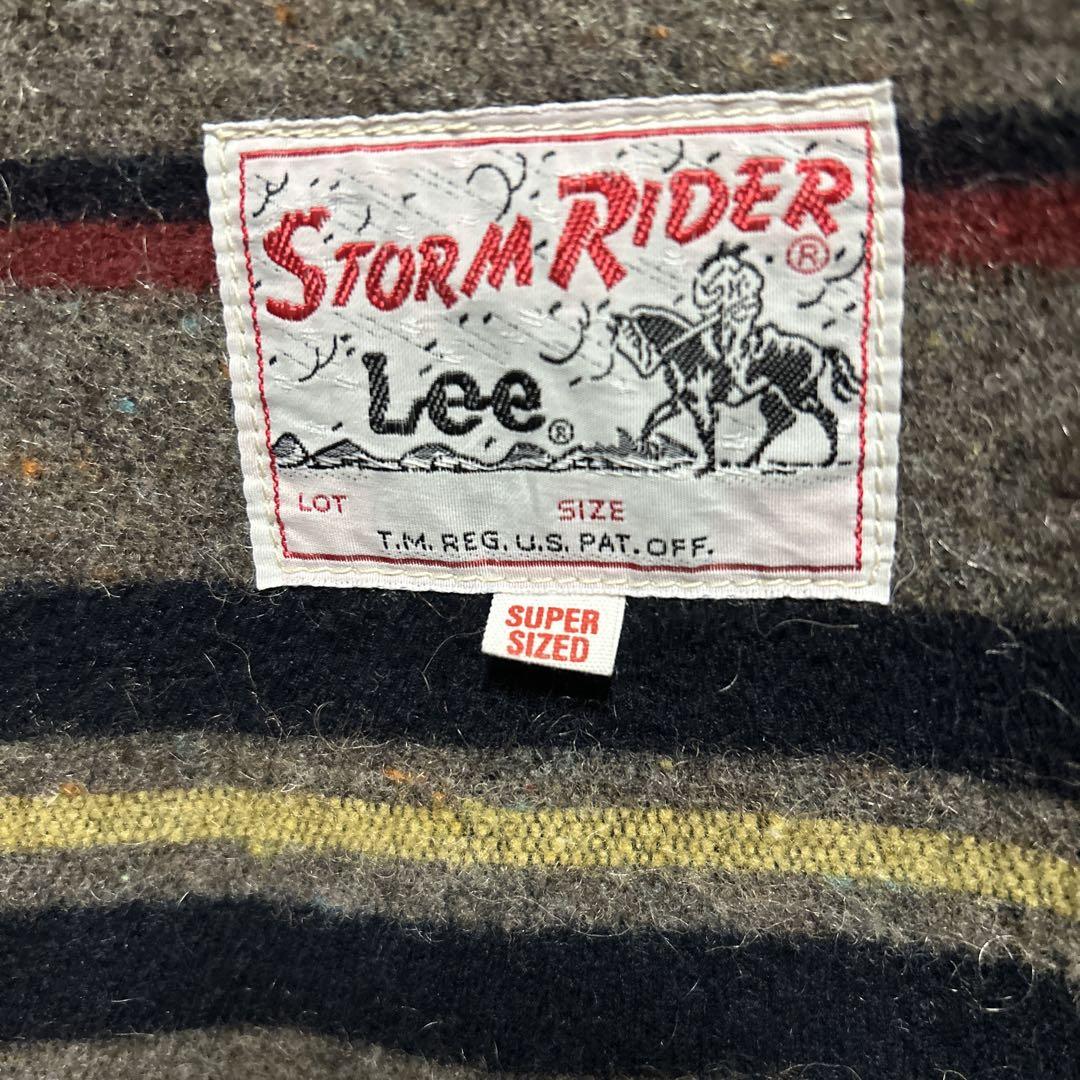 STORM RIDER ®
Lee ®
LOT SIZE
T.M. REG. U.S. PAT. OFF.
SUPER
SIZED